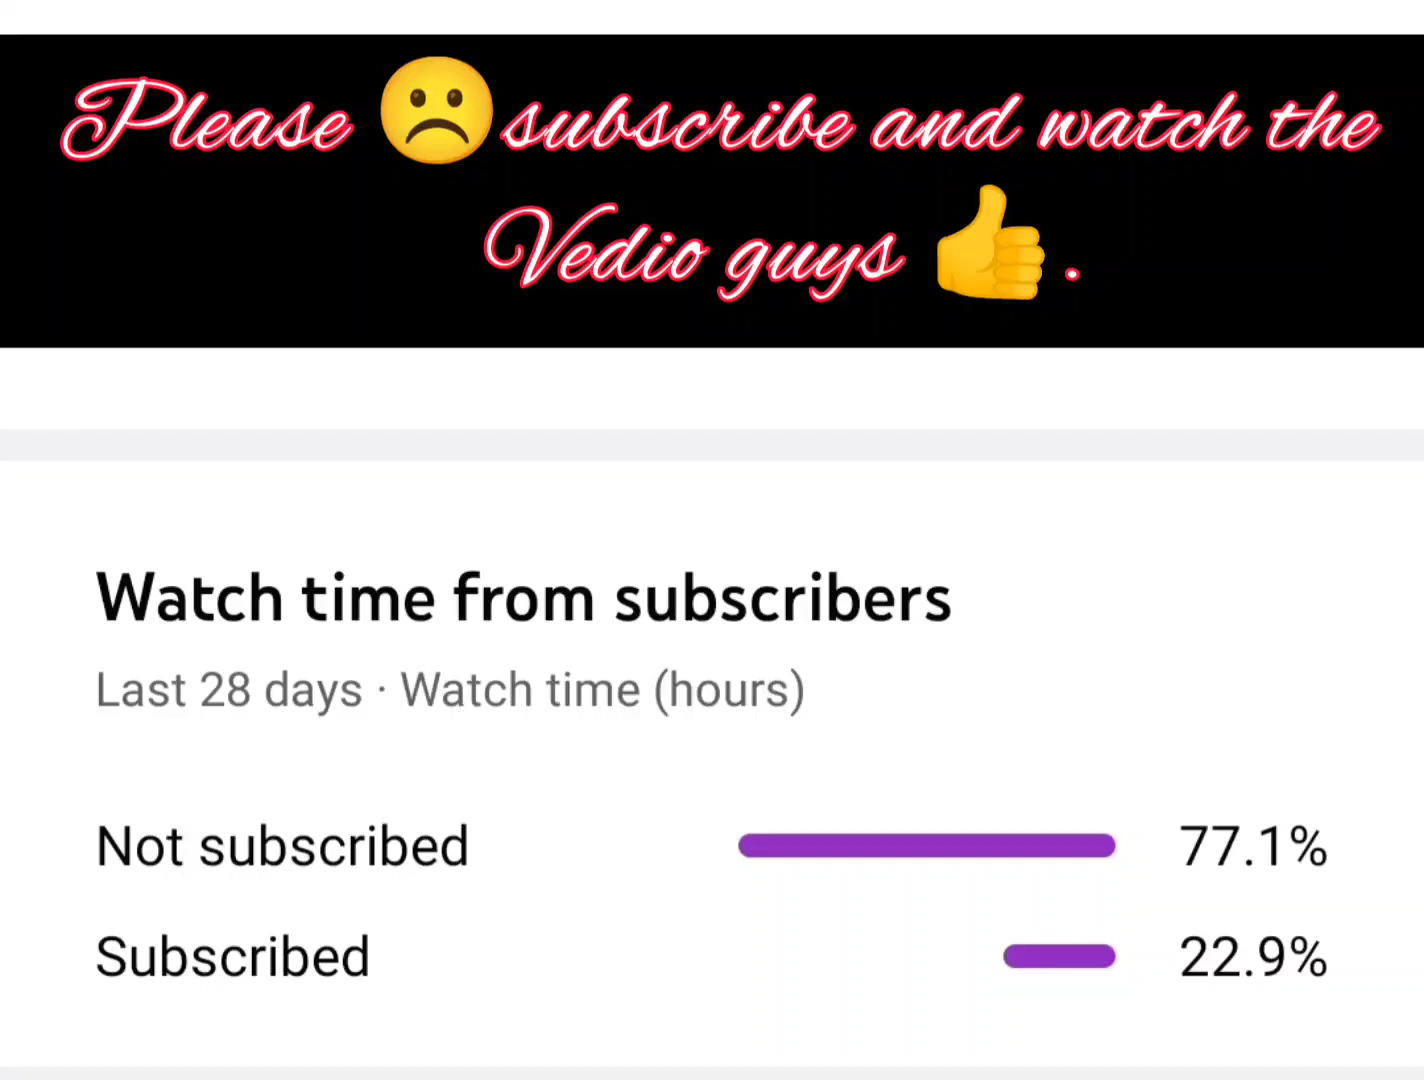 Please ☹️ subscribe and watch the
Vedio guys 👍 .
Watch time from subscribers
Last 28 days · Watch time (hours)
Not subscribed 77.1%
Subscribed 22.9%